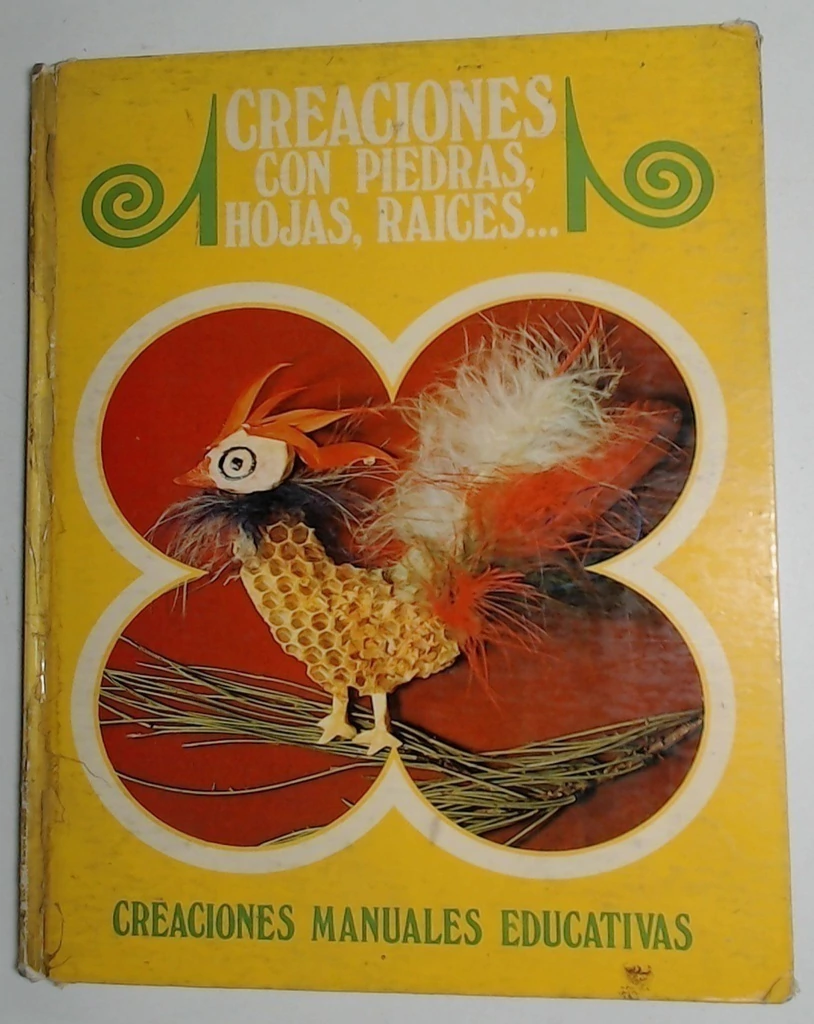 CREACIONES
CON PIEDRAS,
HOJAS, RAICES...
CREACIONES MANUALES EDUCATIVAS